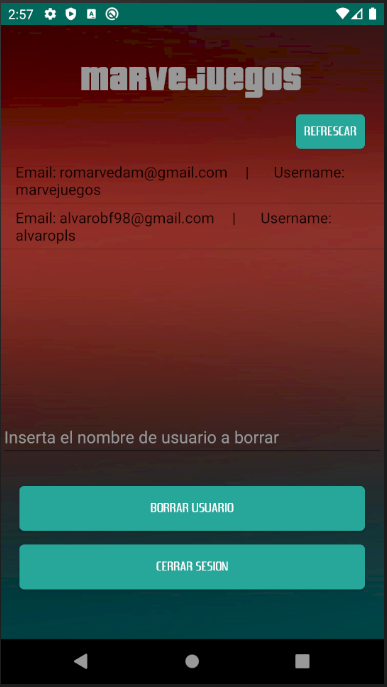 2:57
marvejuegos
REFRESCAR
Email: romarvedam@gmail.com | Username:
marvejuegos
Email: alvarobf98@gmail.com | Username:
alvaropls
Inserta el nombre de usuario a borrar
BORRAR USUARIO
CERRAR SESION